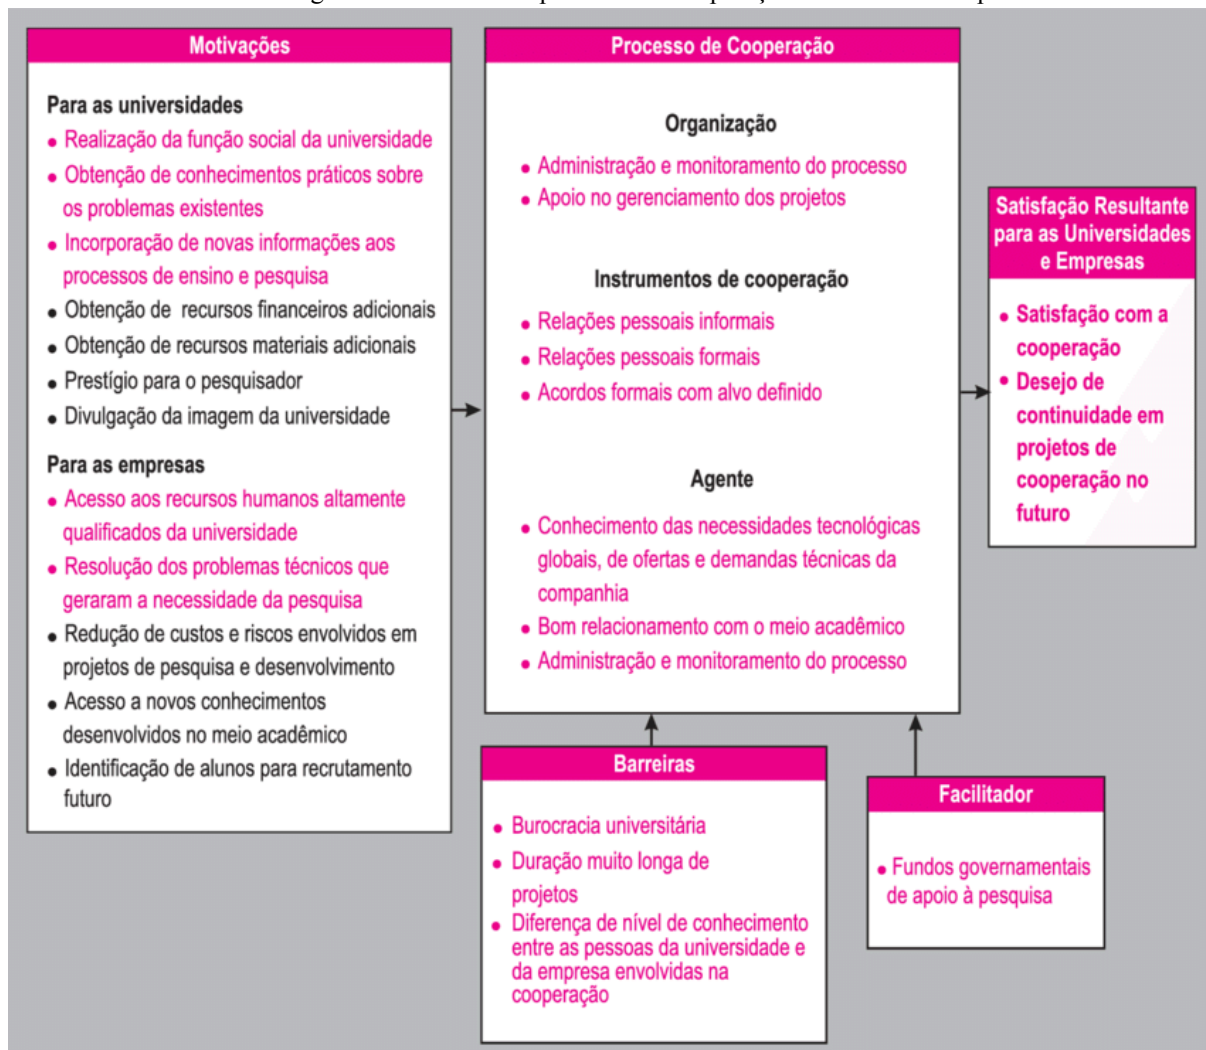 Motivações
Para as universidades
• Realização da função social da universidade
• Obtenção de conhecimentos práticos sobre
os problemas existentes
• Incorporação de novas informações aos
processos de ensino e pesquisa
• Obtenção de recursos financeiros adicionais
• Obtenção de recursos materiais adicionais
• Prestígio para o pesquisador
• Divulgação da imagem da universidade
Para as empresas
• Acesso aos recursos humanos altamente
qualificados da universidade
• Resolução dos problemas técnicos que
geraram a necessidade da pesquisa
• Redução de custos e riscos envolvidos em
projetos de pesquisa e desenvolvimento
• Acesso a novos conhecimentos
desenvolvidos no meio acadêmico
• Identificação de alunos para recrutamento
futuro
Processo de Cooperação
Organização
• Administração e monitoramento do processo
• Apoio no gerenciamento dos projetos
Instrumentos de cooperação
• Relações pessoais informais
• Relações pessoais formais
• Acordos formais com alvo definido
Agente
• Conhecimento das necessidades tecnológicas
globais, de ofertas e demandas técnicas da
companhia
• Bom relacionamento com o meio acadêmico
• Administração e monitoramento do processo
Satisfação Resultante
para as Universidades
e Empresas
• Satisfação com a
cooperação
• Desejo de
continuidade em
projetos de
cooperação no
futuro
Barreiras
• Burocracia universitária
• Duração muito longa de
projetos
• Diferença de nível de conhecimento
entre as pessoas da universidade e
da empresa envolvidas na
cooperação
Facilitador
• Fundos governamentais
de apoio à pesquisa